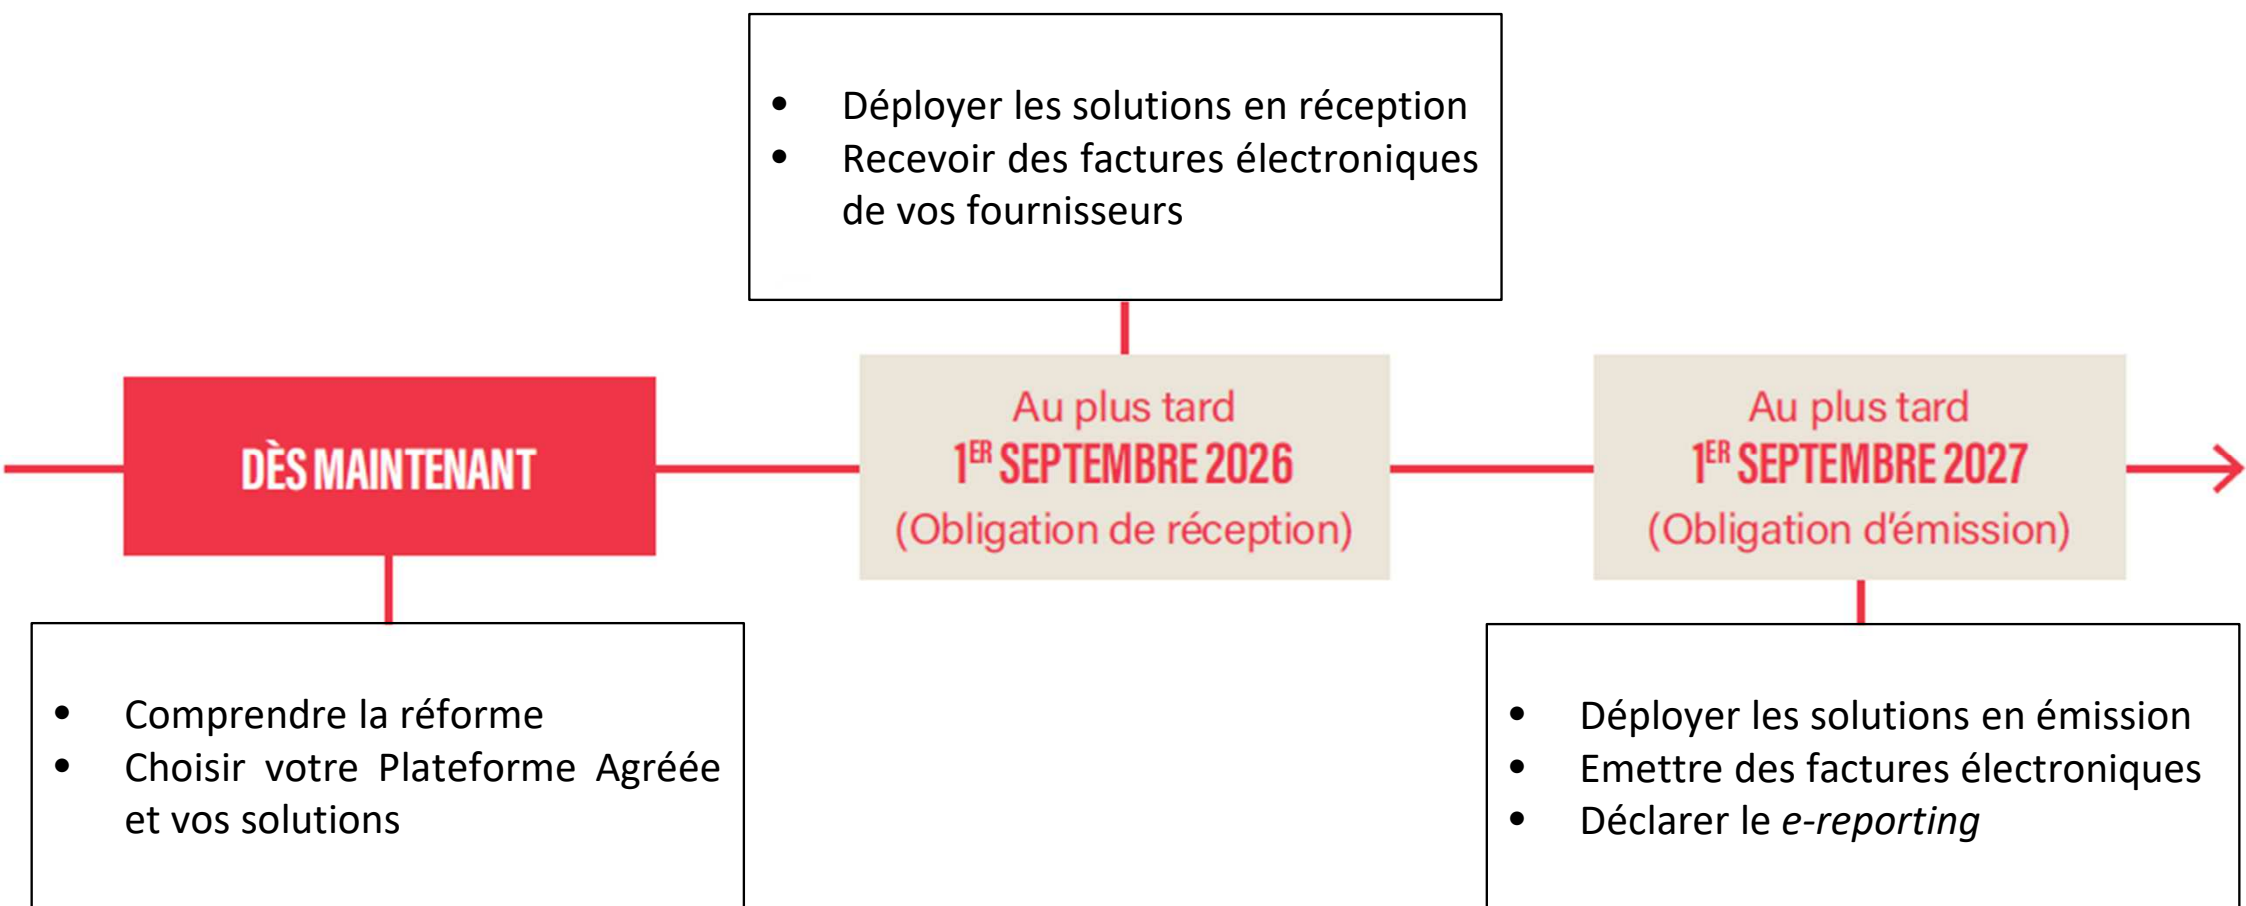 • Déployer les solutions en réception
• Recevoir des factures électroniques
de vos fournisseurs
DÈS MAINTENANT
Au plus tard
1ER SEPTEMBRE 2026
(Obligation de réception)
Au plus tard
1ER SEPTEMBRE 2027
(Obligation d'émission)
• Comprendre la réforme
• Choisir votre Plateforme Agréée
et vos solutions
• Déployer les solutions en émission
• Emettre des factures électroniques
• Déclarer le e-reporting